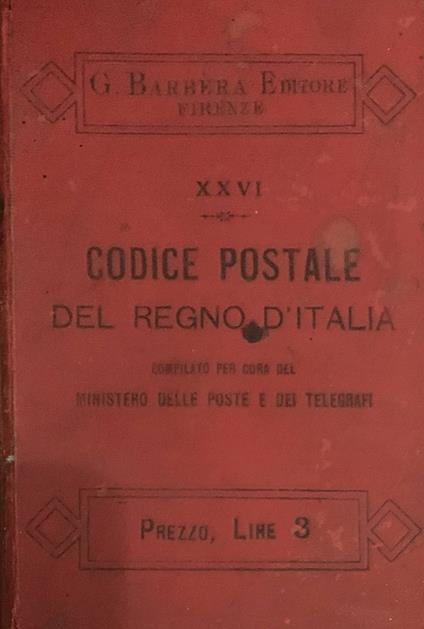 G. BARBÈRA EDITORE
FIRENZE
XXVI
CODICE POSTALE
DEL REGNO D'ITALIA
COMPILATO PER CURA DEL
MINISTERO DELLE POSTE E DEI TELEGRAFI
PREZZO, LIRE 3